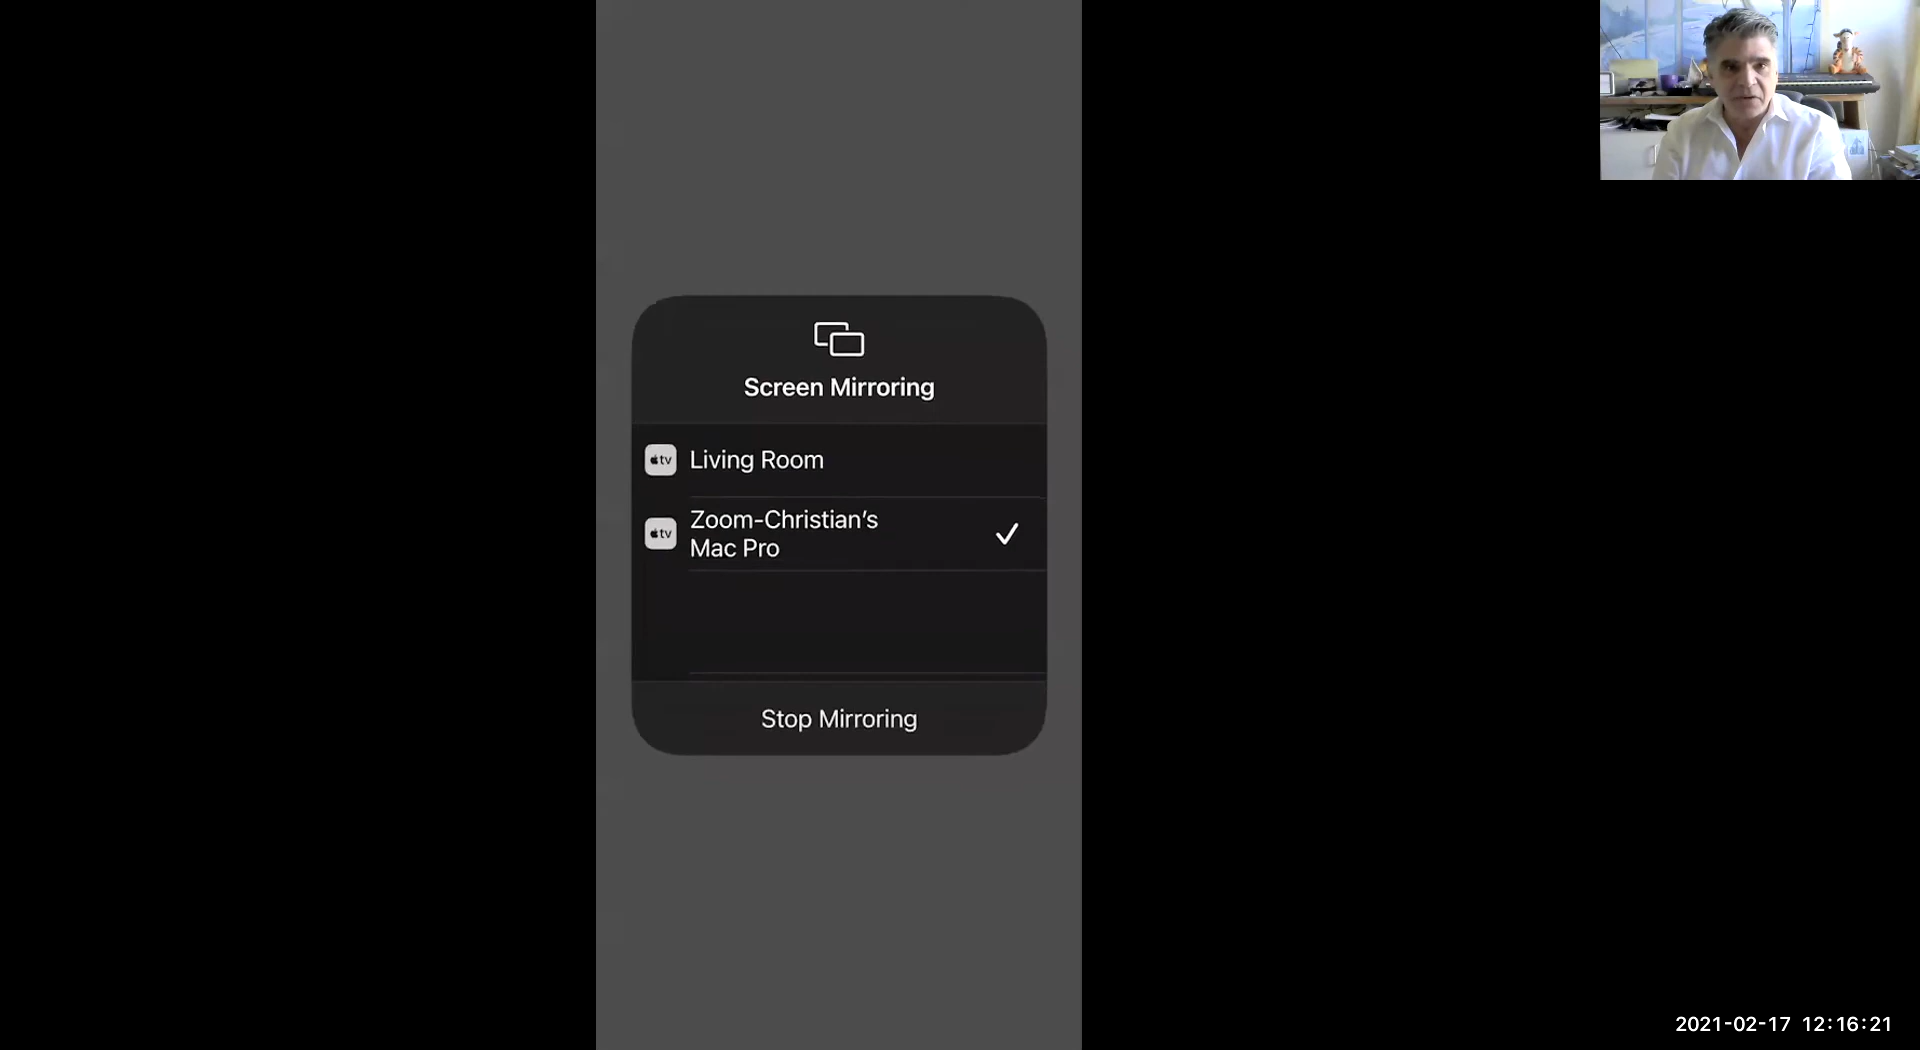 Screen Mirroring
tv Living Room
tv Zoom-Christian's
Mac Pro
Stop Mirroring
2021-02-17 12:16:21